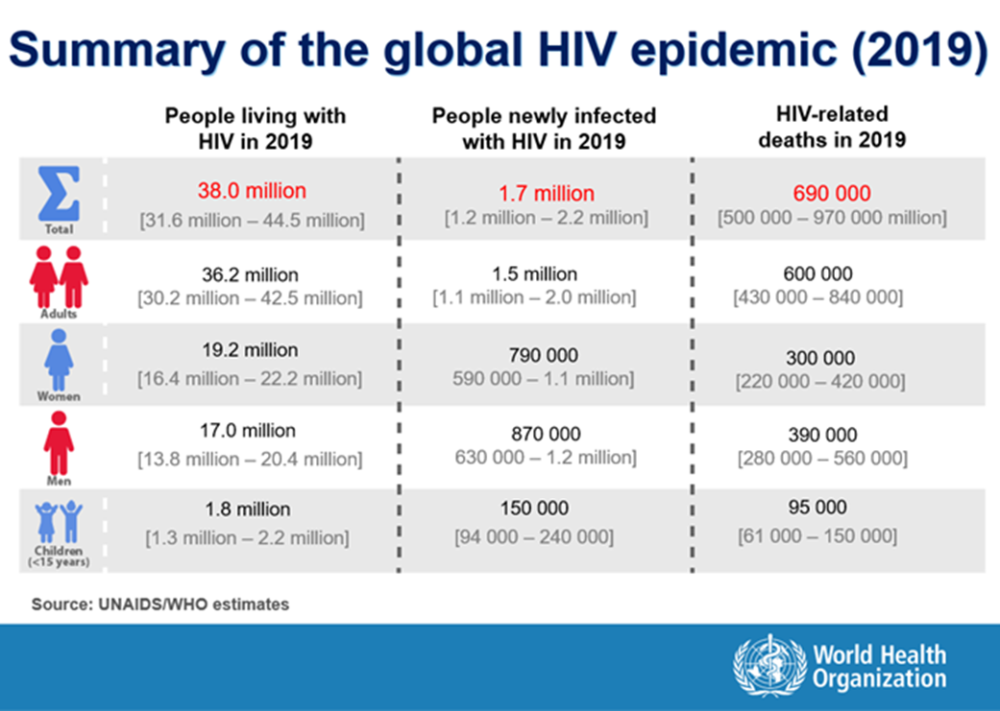 Summary of the global HIV epidemic (2019)
People living with
HIV in 2019
People newly infected
with HIV in 2019
HIV-related
deaths in 2019
Total
38.0 million
[31.6 million – 44.5 million]
1.7 million
[1.2 million – 2.2 million]
690 000
[500 000 – 970 000 million]
Adults
36.2 million
[30.2 million – 42.5 million]
1.5 million
[1.1 million – 2.0 million]
600 000
[430 000 – 840 000]
Women
19.2 million
[16.4 million – 22.2 million]
790 000
590 000 – 1.1 million]
300 000
[220 000 – 420 000]
Men
17.0 million
[13.8 million – 20.4 million]
870 000
630 000 – 1.2 million]
390 000
[280 000 – 560 000]
Children
(<15 years)
1.8 million
[1.3 million – 2.2 million]
150 000
[94 000 – 240 000]
95 000
[61 000 – 150 000]
Source: UNAIDS/WHO estimates
World Health
Organization